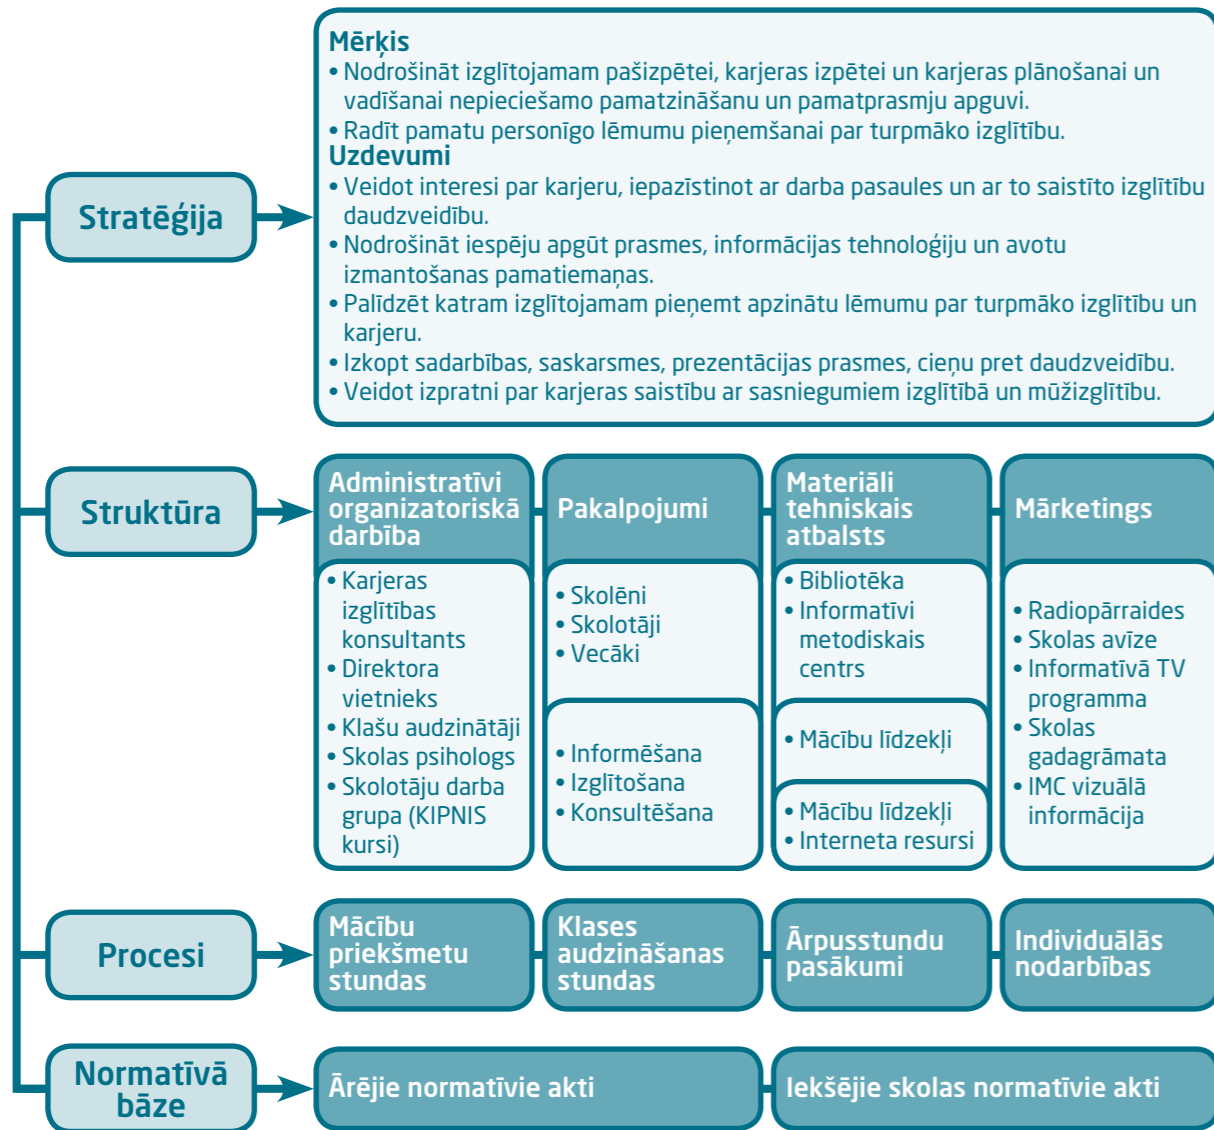 Mērķis
• Nodrošināt izglītojamam pašizpētei, karjeras izpētei un karjeras plānošanai un
vadīšanai nepieciešamo pamatzināšanu un pamatprasmju apguvi.
• Radīt pamatu personīgo lēmumu pieņemšanai par turpmāko izglītību.
Uzdevumi
• Veidot interesi par karjeru, iepazīstinot ar darba pasaules un ar to saistīto izglītību
daudzveidību.
• Nodrošināt iespēju apgūt prasmes, informācijas tehnoloģiju un avotu
izmantošanas pamatiemaņas.
• Palīdzēt katram izglītojamam pieņemt apzinātu lēmumu par turpmāko izglītību un
karjeru.
• Izkopt sadarbības, saskarsmes, prezentācijas prasmes, cieņu pret daudzveidību.
• Veidot izpratni par karjeras saistību ar sasniegumiem izglītībā un mūžizglītību.
Stratēģija
Struktūra
Administratīvi
organizatoriskā
darbība
• Karjeras
izglītības
konsultants
• Direktora
vietnieks
• Klašu audzinātāji
• Skolas psihologs
• Skolotāju darba
grupa (KIPNIS
kursi)
Pakalpojumi
• Skolēni
• Skolotāji
• Vecāki
• Informēšana
• Izglītošana
• Konsultēšana
Materiāli
tehniskais
atbalsts
• Bibliotēka
• Informatīvi
metodiskais
centrs
• Mācību līdzekļi
• Mācību līdzekļi
• Interneta resursi
Mārketings
• Radiopārraides
• Skolas avīze
• Informatīvā TV
programma
• Skolas
gadagrāmata
• IMC vizuālā
informācija
Procesi
Mācību
priekšmetu
stundas
Klases
audzināšanas
stundas
Ārpusstundu
pasākumi
Individuālās
nodarbības
Normatīvā
bāze
Ārējie normatīvie akti
Iekšējie skolas normatīvie akti